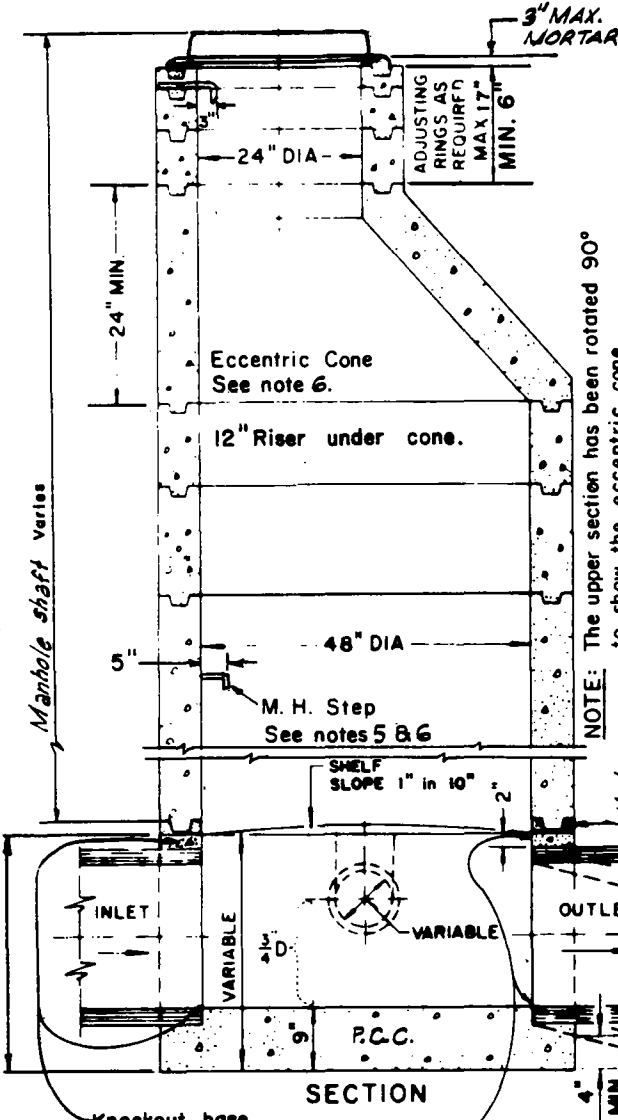 3" MAX.
MORTAR
3"
24" DIA
ADJUSTING
RINGS AS
REQUIRED
MAX 17"
MIN. 6"
24" MIN.
Eccentric Cone
See note 6.
12" Riser under cone.
Manhole shaft varies
NOTE: The upper section has been rotated 90°
to show the eccentric cone
48" DIA
5"
M. H. Step
See notes 5 & 6
SHELF
SLOPE 1" in 10"
2"
INLET
VARIABLE
3/4 D
VARIABLE
OUTLE
9"
P.C.C.
SECTION
4"
MIN
Knockout base